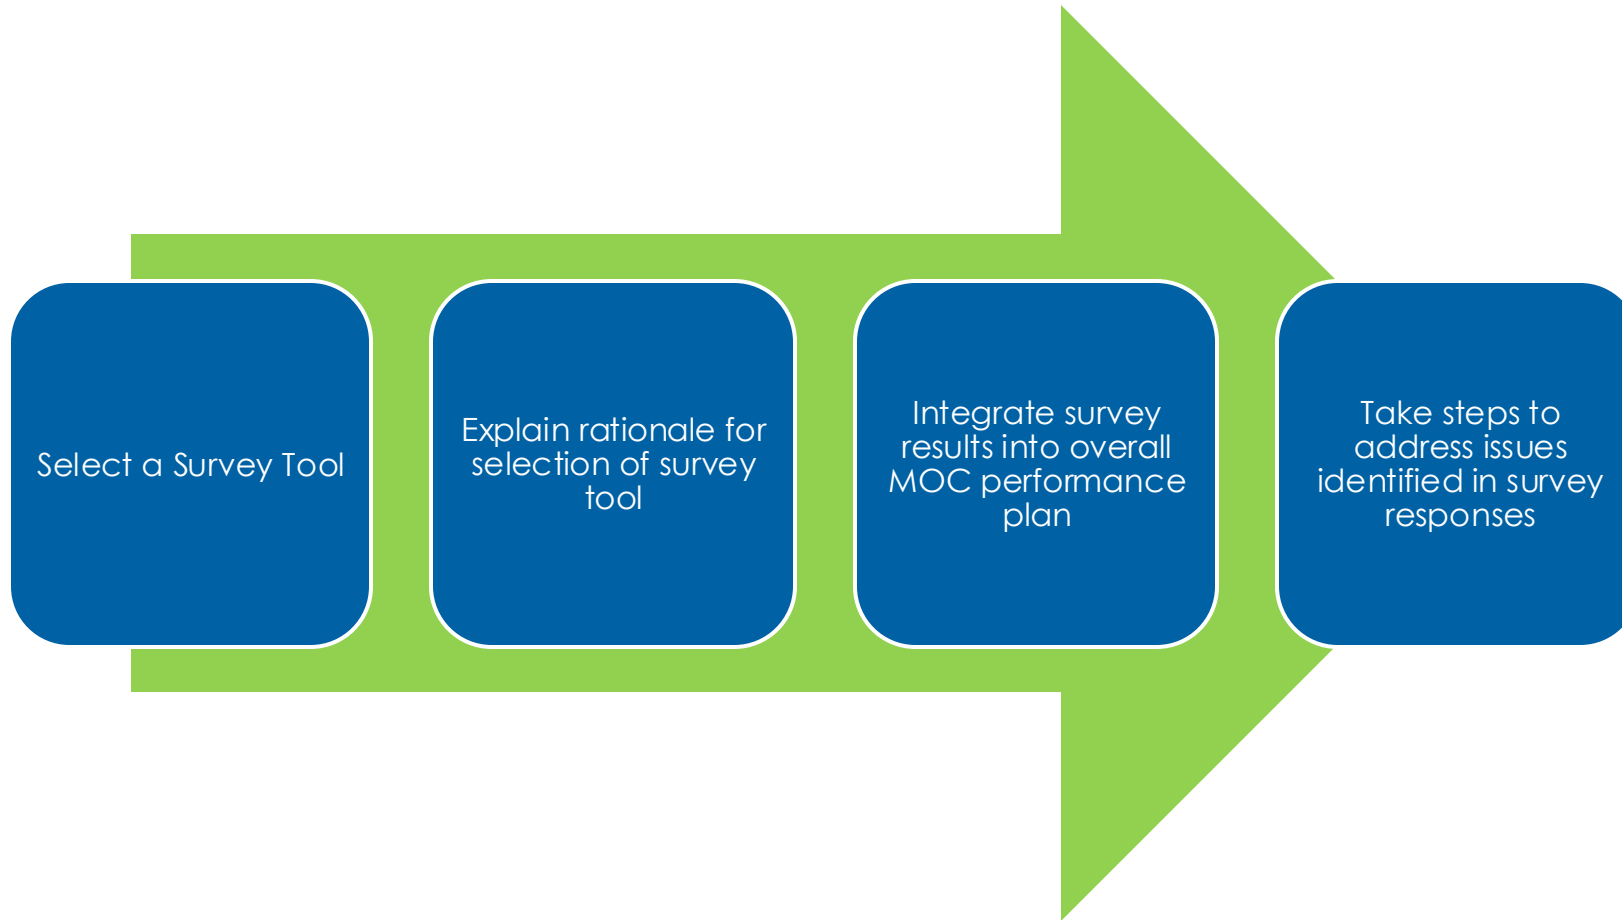 Select a Survey Tool
Explain rationale for
selection of survey
tool
Integrate survey
results into overall
MOC performance
plan
Take steps to
address issues
identified in survey
responses